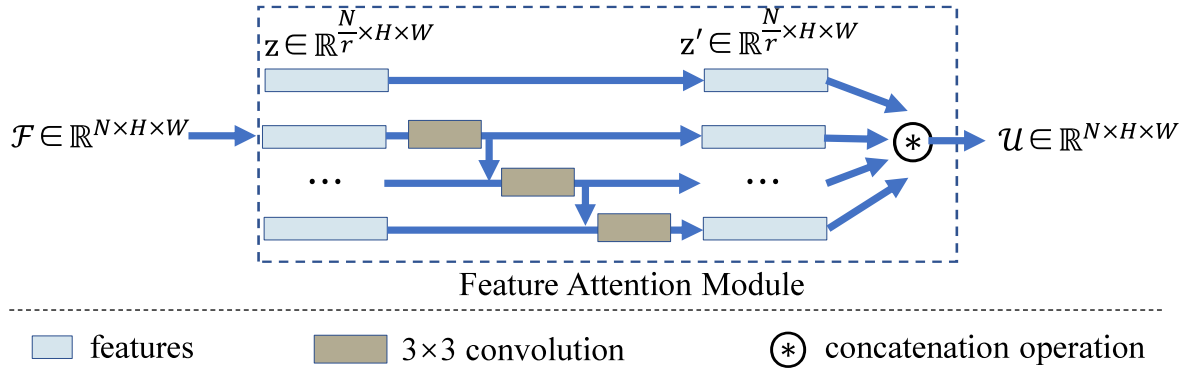 z ∈ ℝ^{N/r × H × W} z′ ∈ ℝ^{N/r × H × W}
ℱ ∈ ℝ^{N×H×W} ⊛ 𝒰 ∈ ℝ^{N×H×W}
... ...
Feature Attention Module
features 3×3 convolution ⊛ concatenation operation